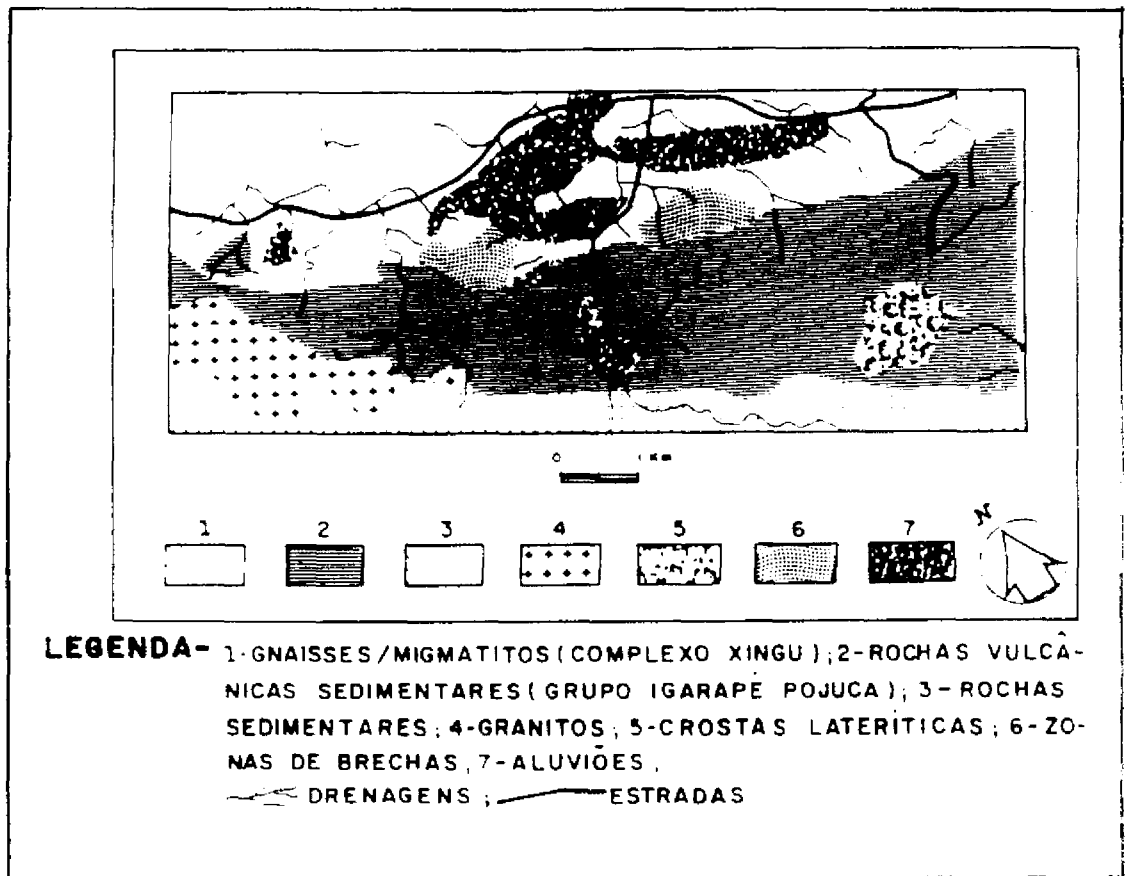 0 1 Km
1 2 3 4 5 6 7 N
LEGENDA- 1-GNAISSES/MIGMATITOS (COMPLEXO XINGU); 2-ROCHAS VULCÂ-
NICAS SEDIMENTARES (GRUPO IGARAPÉ POJUCA); 3-ROCHAS
SEDIMENTARES; 4-GRANITOS; 5-CROSTAS LATERÍTICAS; 6-ZO-
NAS DE BRECHAS, 7-ALUVIÕES,
DRENAGENS; ESTRADAS